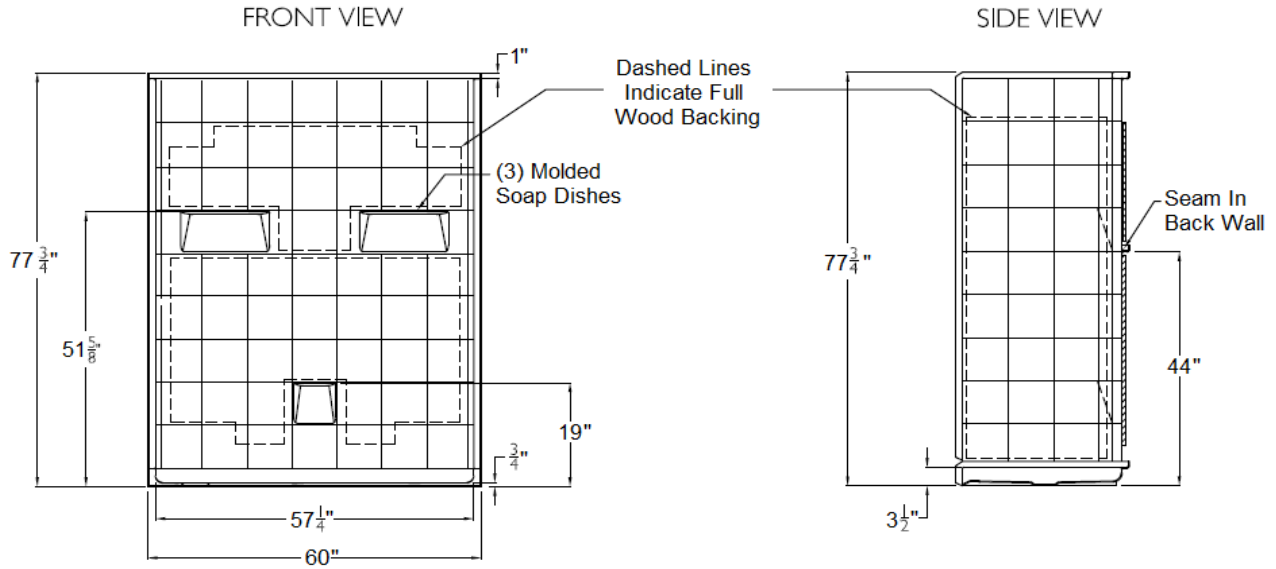 FRONT VIEW
SIDE VIEW
1"
Dashed Lines
Indicate Full
Wood Backing
(3) Molded
Soap Dishes
Seam In
Back Wall
77 3/4"
77 3/4"
51 5/8"
44"
19"
3/4"
3 1/2"
57 1/4"
60"